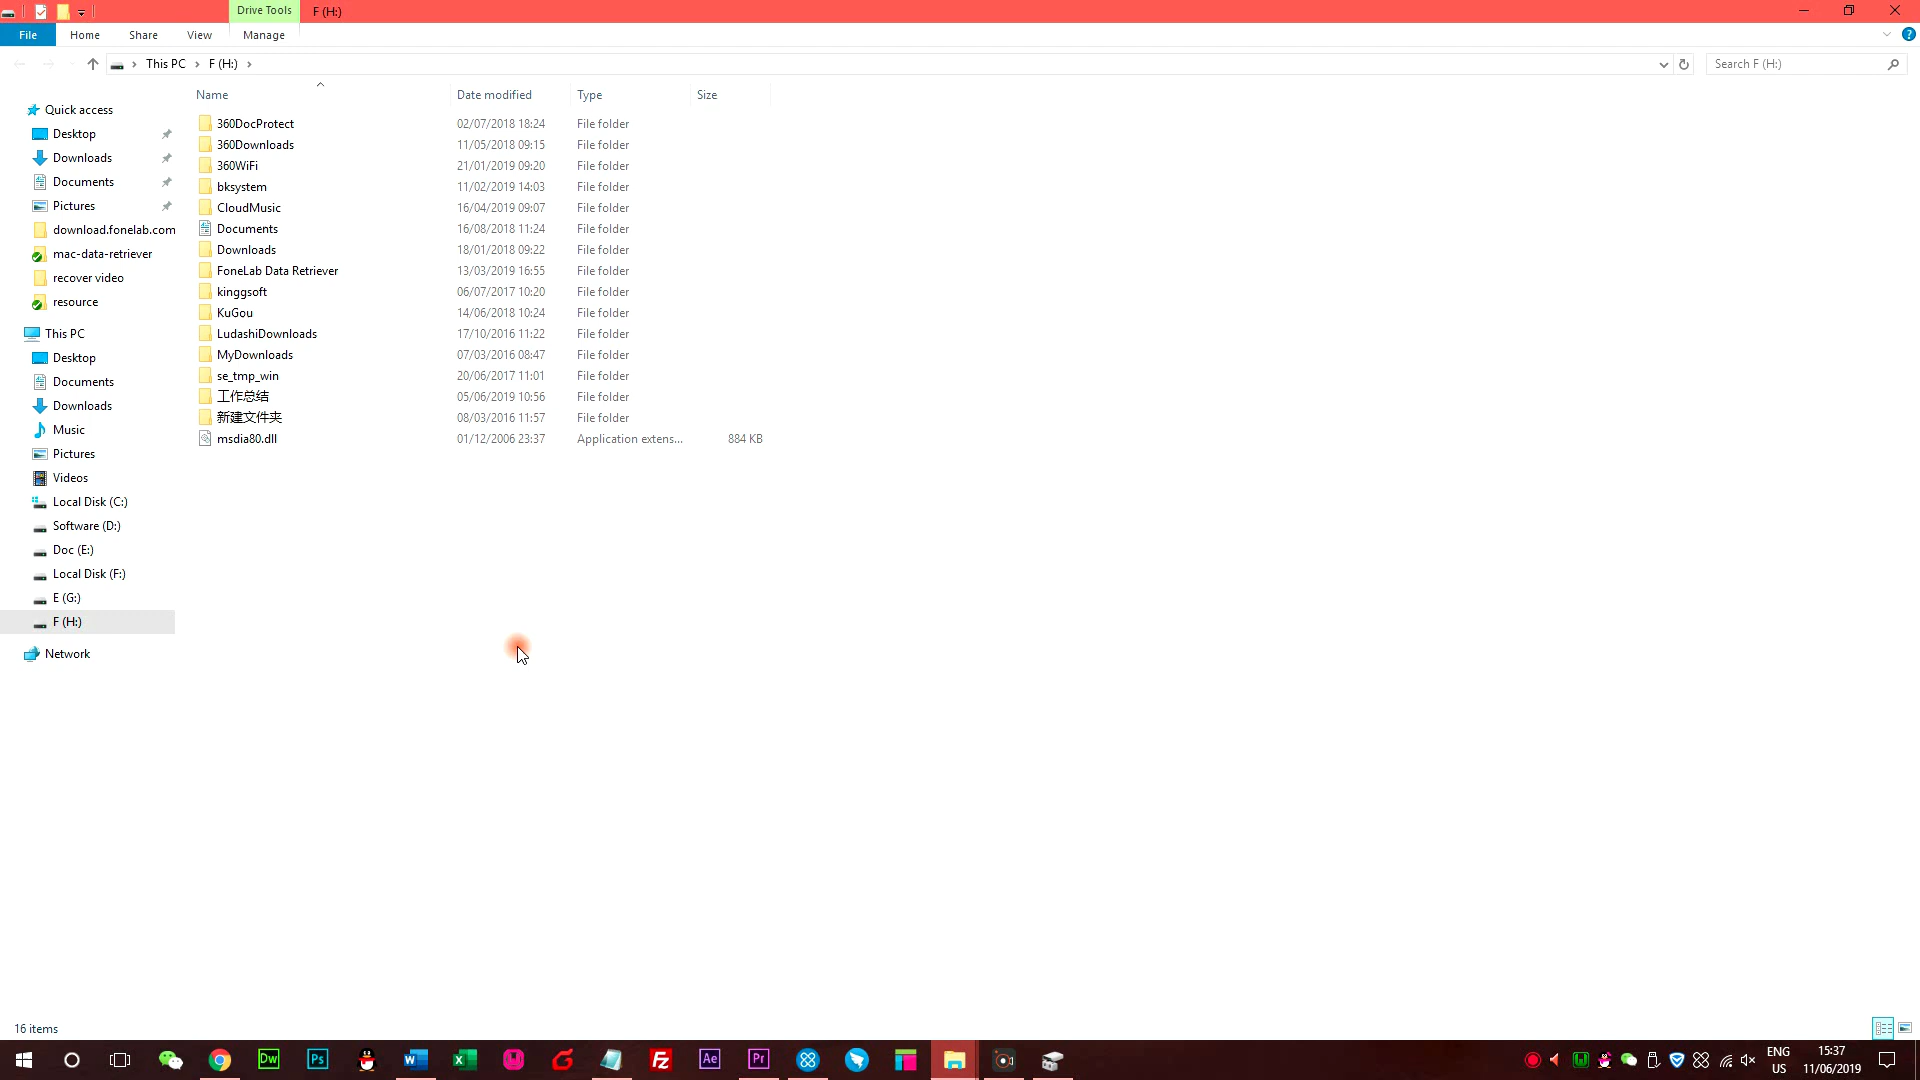 Drive Tools F (H:)
File Home Share View Manage
This PC F (H:) Search F (H:)
Name Date modified Type Size
Quick access
Desktop
Downloads
Documents
Pictures
download.fonelab.com
mac-data-retriever
recover video
resource
This PC
Desktop
Documents
Downloads
Music
Pictures
Videos
Local Disk (C:)
Software (D:)
Doc (E:)
Local Disk (F:)
E (G:)
F (H:)
Network
360DocProtect 02/07/2018 18:24 File folder
360Downloads 11/05/2018 09:15 File folder
360WiFi 21/01/2019 09:20 File folder
bksystem 11/02/2019 14:03 File folder
CloudMusic 16/04/2019 09:07 File folder
Documents 16/08/2018 11:24 File folder
Downloads 18/01/2018 09:22 File folder
FoneLab Data Retriever 13/03/2019 16:55 File folder
kinggsoft 06/07/2017 10:20 File folder
KuGou 14/06/2018 10:24 File folder
LudashiDownloads 17/10/2016 11:22 File folder
MyDownloads 07/03/2016 08:47 File folder
se_tmp_win 20/06/2017 11:01 File folder
工作总结 05/06/2019 10:56 File folder
新建文件夹 08/03/2016 11:57 File folder
msdia80.dll 01/12/2006 23:37 Application extens... 884 KB
16 items
Dw Ps Fz Ae Pr
ENG 15:37
US 11/06/2019